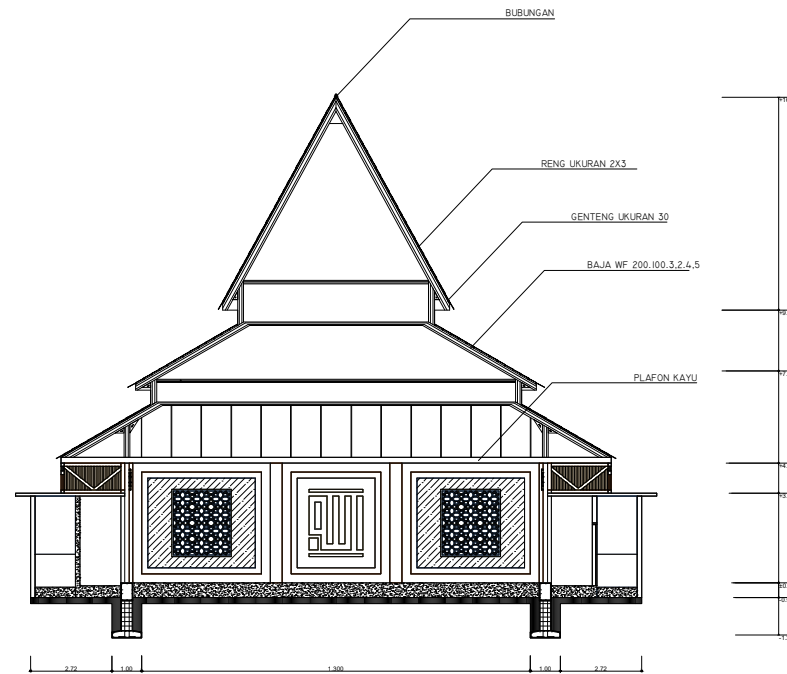 BUBUNGAN
RENG UKURAN 2X3
GENTENG UKURAN 30
BAJA WF 200.100.3,2.4,5
PLAFON KAYU
2.72 1.00 1.300 1.00 2.72